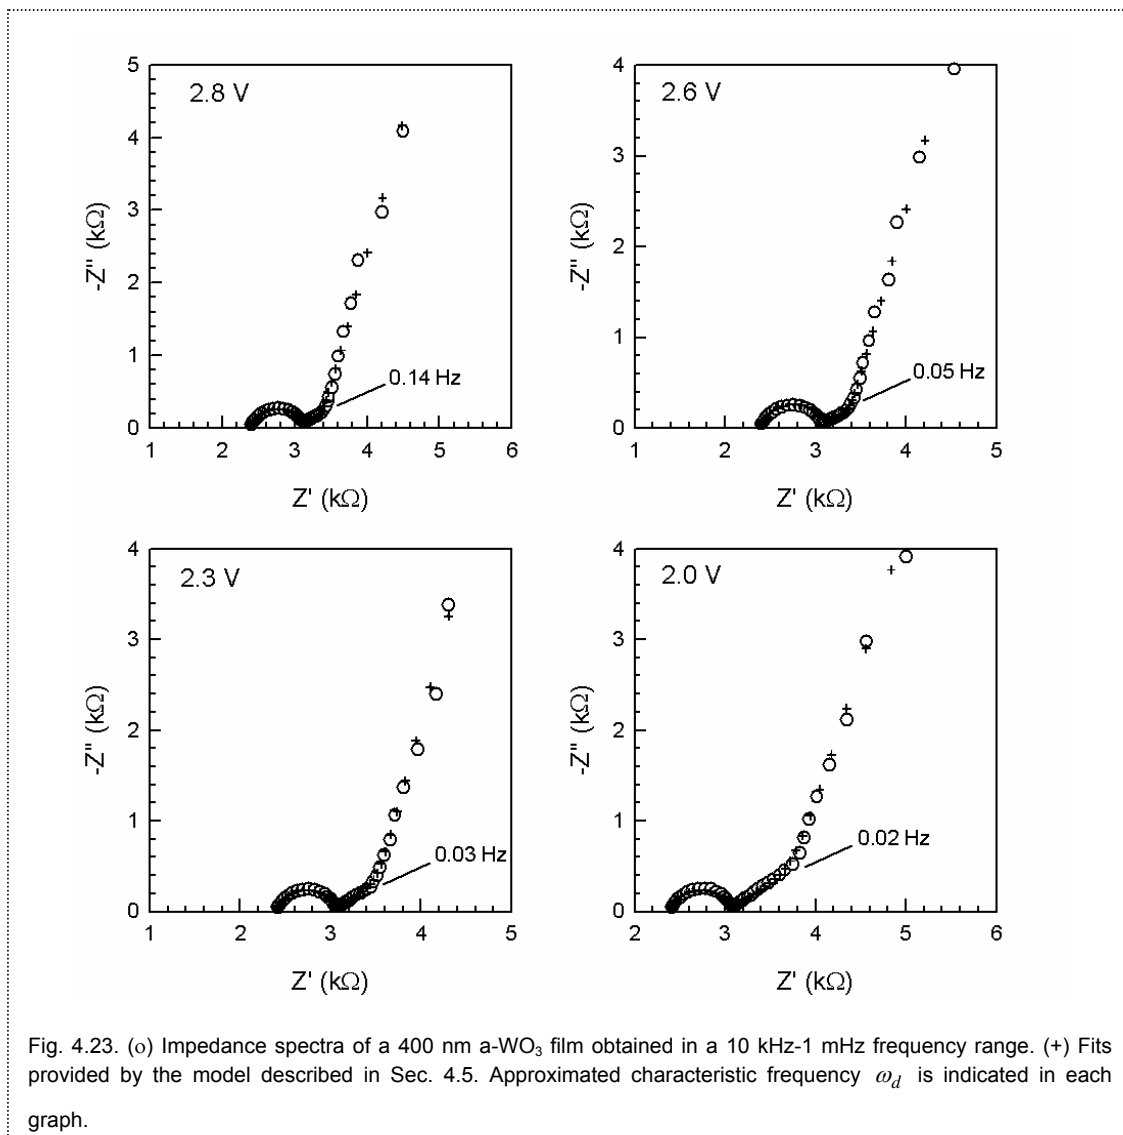 5
4
3
2
1
0
-Z" (kΩ)
2.8 V
0.14 Hz
1 2 3 4 5 6
Z' (kΩ)
4
3
2
1
0
-Z" (kΩ)
2.6 V
0.05 Hz
1 2 3 4 5
Z' (kΩ)
4
3
2
1
0
-Z" (kΩ)
2.3 V
0.03 Hz
1 2 3 4 5
Z' (kΩ)
4
3
2
1
0
-Z" (kΩ)
2.0 V
0.02 Hz
2 3 4 5 6
Z' (kΩ)
Fig. 4.23. (o) Impedance spectra of a 400 nm a-WO₃ film obtained in a 10 kHz-1 mHz frequency range. (+) Fits
provided by the model described in Sec. 4.5. Approximated characteristic frequency ω_d is indicated in each
graph.